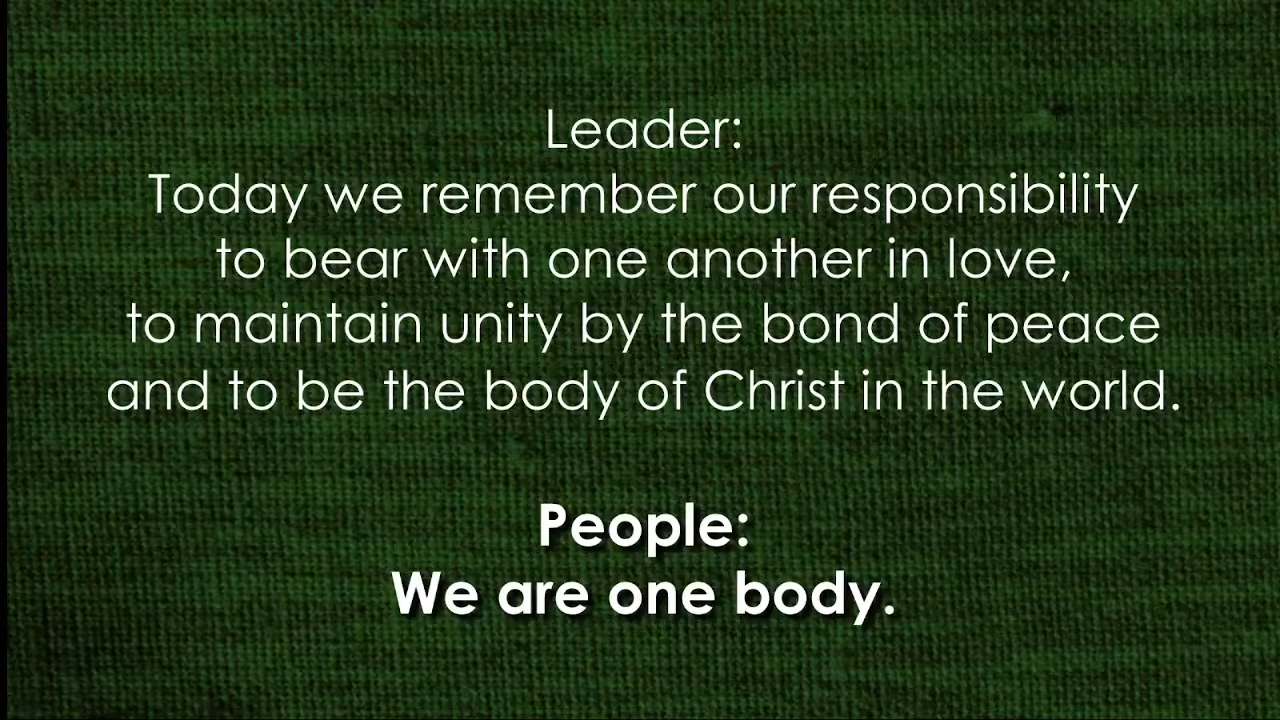 Leader:
Today we remember our responsibility
to bear with one another in love,
to maintain unity by the bond of peace
and to be the body of Christ in the world.
People:
We are one body.